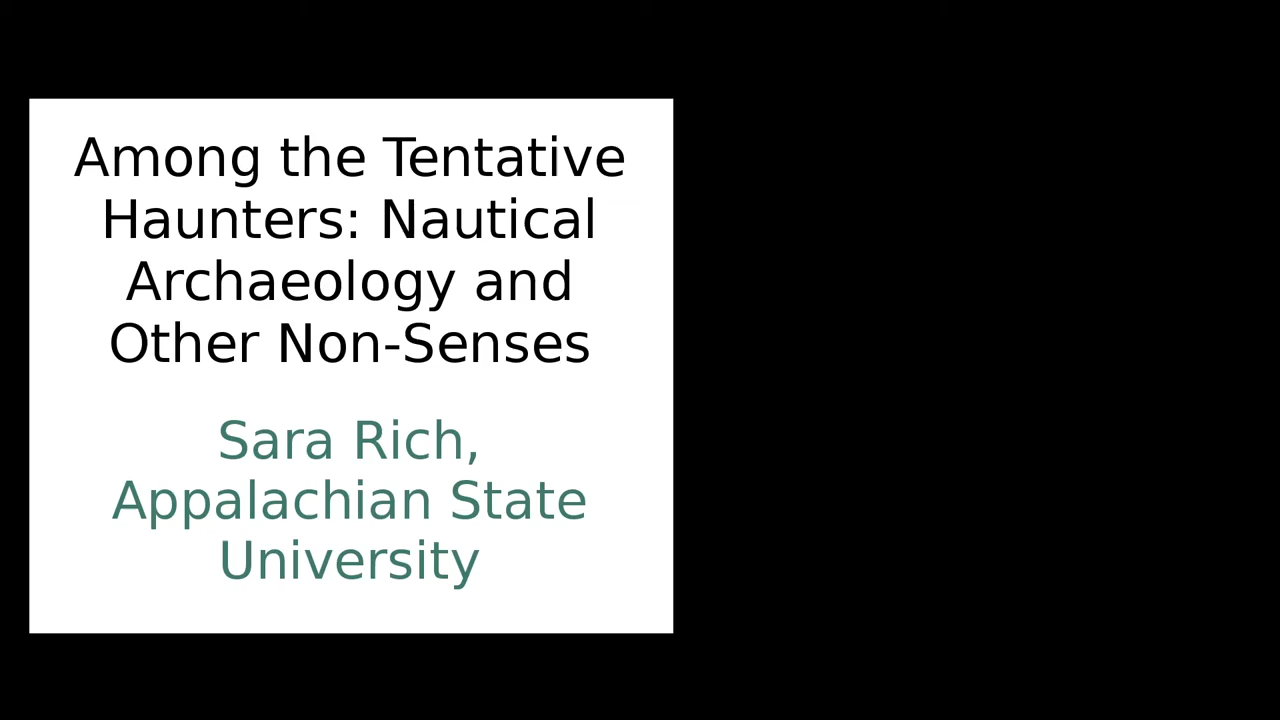 Among the Tentative
Haunters: Nautical
Archaeology and
Other Non-Senses
Sara Rich,
Appalachian State
University